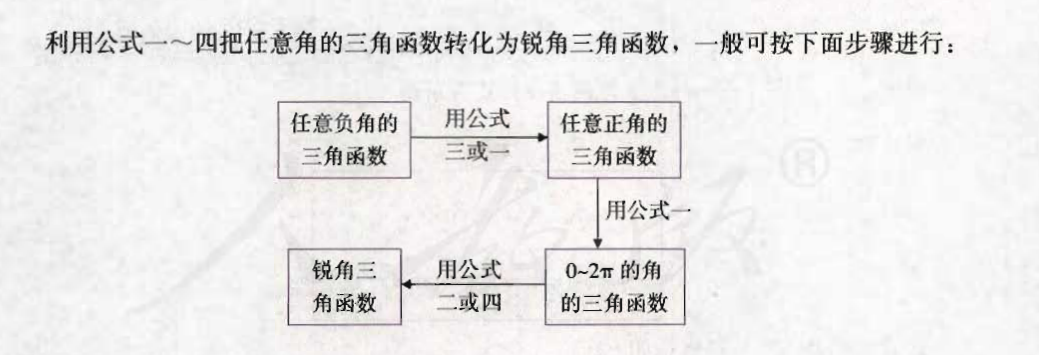 利用公式一～四把任意角的三角函数转化为锐角三角函数，一般可按下面步骤进行：
任意负角的
三角函数
用公式
三或一
任意正角的
三角函数
用公式一
0~2π 的角
的三角函数
用公式
二或四
锐角三
角函数